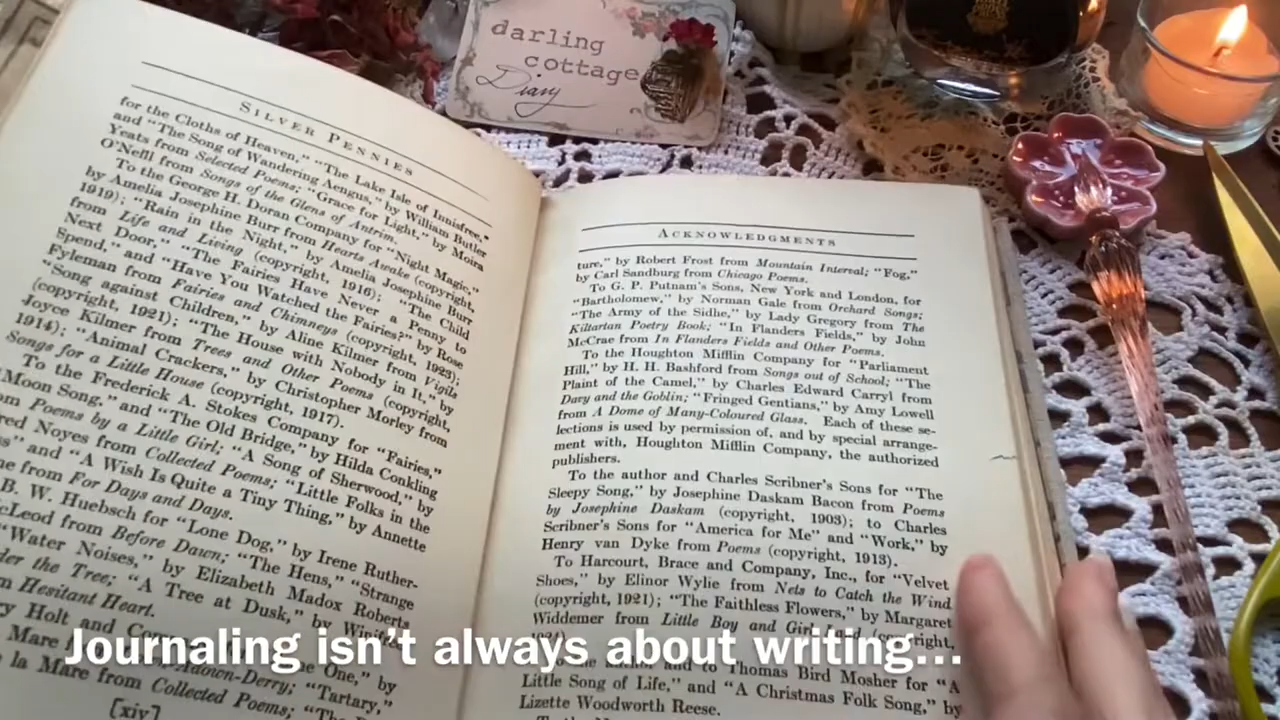 darling
cottage
Diary
SILVER PENNIES
for the Cloths of Heaven," "The Lake Isle of Innisfree,"
and "The Song of Wandering Aengus," by William Butler
Yeats from Selected Poems; "Grace for Light," by Moira
O'Neill from Songs of the Glens of Antrim.
To the George H. Doran Company for "Night Magic,"
by Amelia Josephine Burr from Hearts Awake (copyright,
1919); "Rain in the Night," by Amelia Josephine Burr
from Life and Living (copyright, 1916); "The Child
Next Door," "The Fairies Have Never a Penny to
Spend," and "Have You Watched the Fairies?" by Rose
Fyleman from Fairies and Chimneys (copyright, 1923);
"Song against Children," by Aline Kilmer from Vigils
(copyright, 1921); "The House with Nobody in It," by
Joyce Kilmer from Trees and Other Poems (copyright,
1914); "Animal Crackers," by Christopher Morley from
Songs for a Little House (copyright, 1917).
To the Frederick A. Stokes Company for "Fairies,"
"Moon Song," and "The Old Bridge," by Hilda Conkling
Poems by a Little Girl; "A Song of Sherwood," by
Noyes from Collected Poems; "Little Folks in the
and "A Wish Is Quite a Tiny Thing," by Annette
from For Days and Days.
B. W. Huebsch for "Lone Dog," by Irene Ruther-
McLeod from Before Dawn; "The Hens," "Strange
"Water Noises," by Elizabeth Madox Roberts
the Tree; "A Tree at Dusk," by
Hesitant Heart.
Holt and One," by
Mare Adown-Derry; "Tartary,"
la Mare from Collected Poems;
[xiv]
ACKNOWLEDGMENTS
ture," by Robert Frost from Mountain Interval; "Fog,"
by Carl Sandburg from Chicago Poems.
To G. P. Putnam's Sons, New York and London, for
"Bartholomew," by Norman Gale from Orchard Songs;
"The Army of the Sidhe," by Lady Gregory from The
Kiltartan Poetry Book; "In Flanders Fields," by John
McCrae from In Flanders Fields and Other Poems.
To the Houghton Mifflin Company for "Parliament
Hill," by H. H. Bashford from Songs out of School; "The
Plaint of the Camel," by Charles Edward Carryl from
Davy and the Goblin; "Fringed Gentians," by Amy Lowell
from A Dome of Many-Coloured Glass. Each of these se-
lections is used by permission of, and by special arrange-
ment with, Houghton Mifflin Company, the authorized
publishers.
To the author and Charles Scribner's Sons for "The
Sleepy Song," by Josephine Daskam Bacon from Poems
by Josephine Daskam (copyright, 1903); to Charles
Scribner's Sons for "America for Me" and "Work," by
Henry van Dyke from Poems (copyright, 1913).
To Harcourt, Brace and Company, Inc., for "Velvet
Shoes," by Elinor Wylie from Nets to Catch the Wind
(copyright, 1921); "The Faithless Flowers," by Margaret
Widdemer from Little Boy and Girl Land
and to Thomas Bird Mosher for "A
Little Song of Life," and "A Christmas Folk Song," by
Lizette Woodworth Reese.
Journaling isn't always about writing...